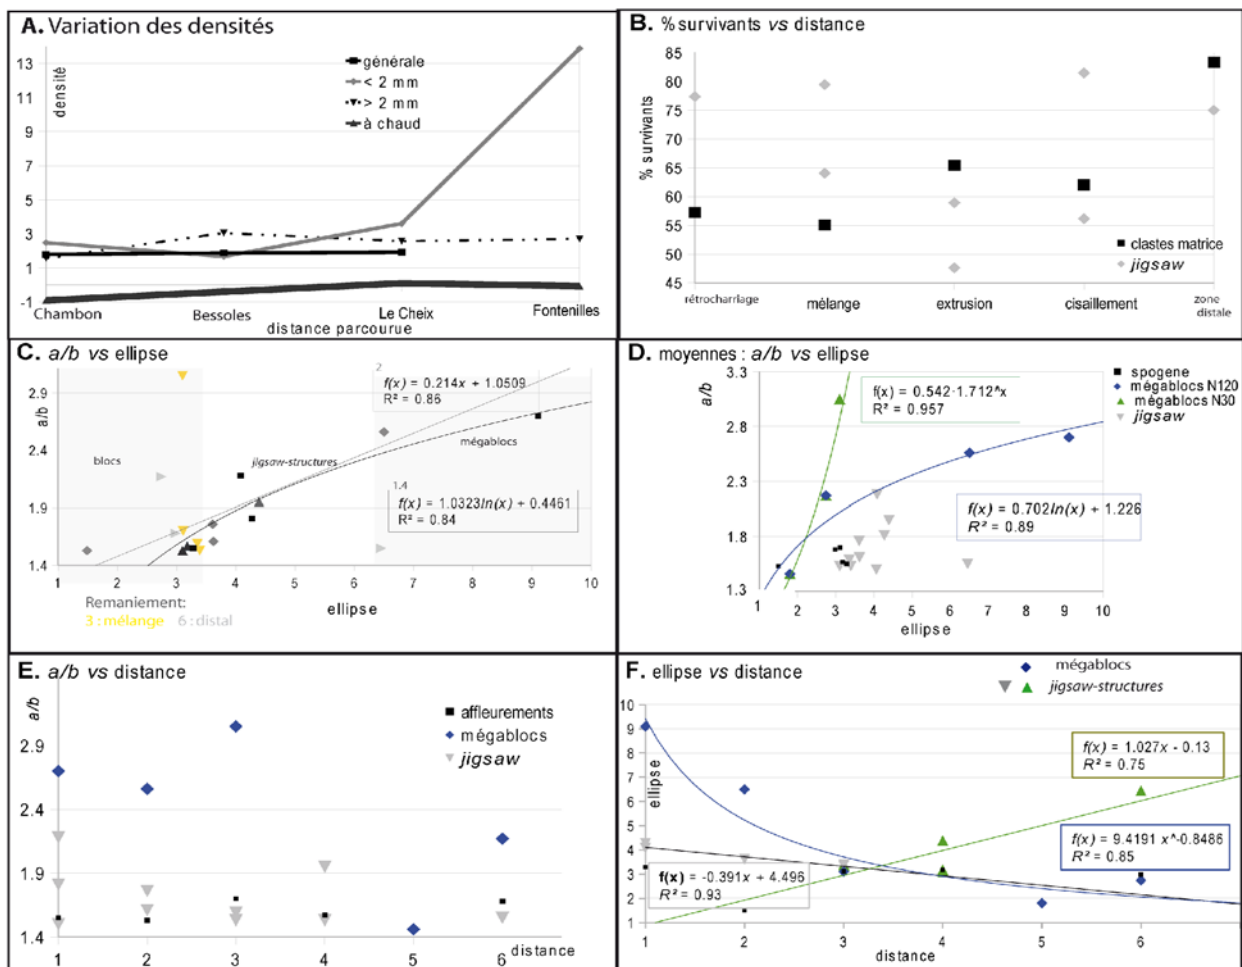 A. Variation des densités
densité
13
11
9
7
5
3
1
-1
générale
< 2 mm
> 2 mm
à chaud
Chambon
Bessoles
Le Cheix
Fontenilles
distance parcourue
B. % survivants vs distance
% survivants
85
80
75
70
65
60
55
50
45
clastes matrice
jigsaw
rétrocharriage
mélange
extrusion
cisaillement
zone
distale
C. a/b vs ellipse
a/b
2.9
2.4
1.9
1.4
2
f(x) = 0.214x + 1.0509
R² = 0.86
blocs
jigsaw-structures
mégablocs
1.4
f(x) = 1.0323ln(x) + 0.4461
R² = 0.84
1 2 3 4 5 6 7 8 9 10
ellipse
Remaniement:
3 : mélange 6 : distal
D. moyennes : a/b vs ellipse
a/b
3.3
2.8
2.3
1.8
1.3
f(x) = 0.542·1.712^x
R² = 0.957
spogene
mégablocs N120
mégablocs N30
jigsaw
f(x) = 0.702ln(x) + 1.226
R² = 0.89
1 2 3 4 5 6 7 8 9 10
ellipse
E. a/b vs distance
a/b
2.9
2.4
1.9
1.4
affleurements
mégablocs
jigsaw
1 2 3 4 5 6
distance
F. ellipse vs distance
mégablocs
jigsaw-structures
ellipse
10
9
8
7
6
5
4
3
2
1
f(x) = 1.027x - 0.13
R² = 0.75
f(x) = 9.4191 x^-0.8486
R² = 0.85
f(x) = -0.391x + 4.496
R² = 0.93
1 2 3 4 5 6
distance